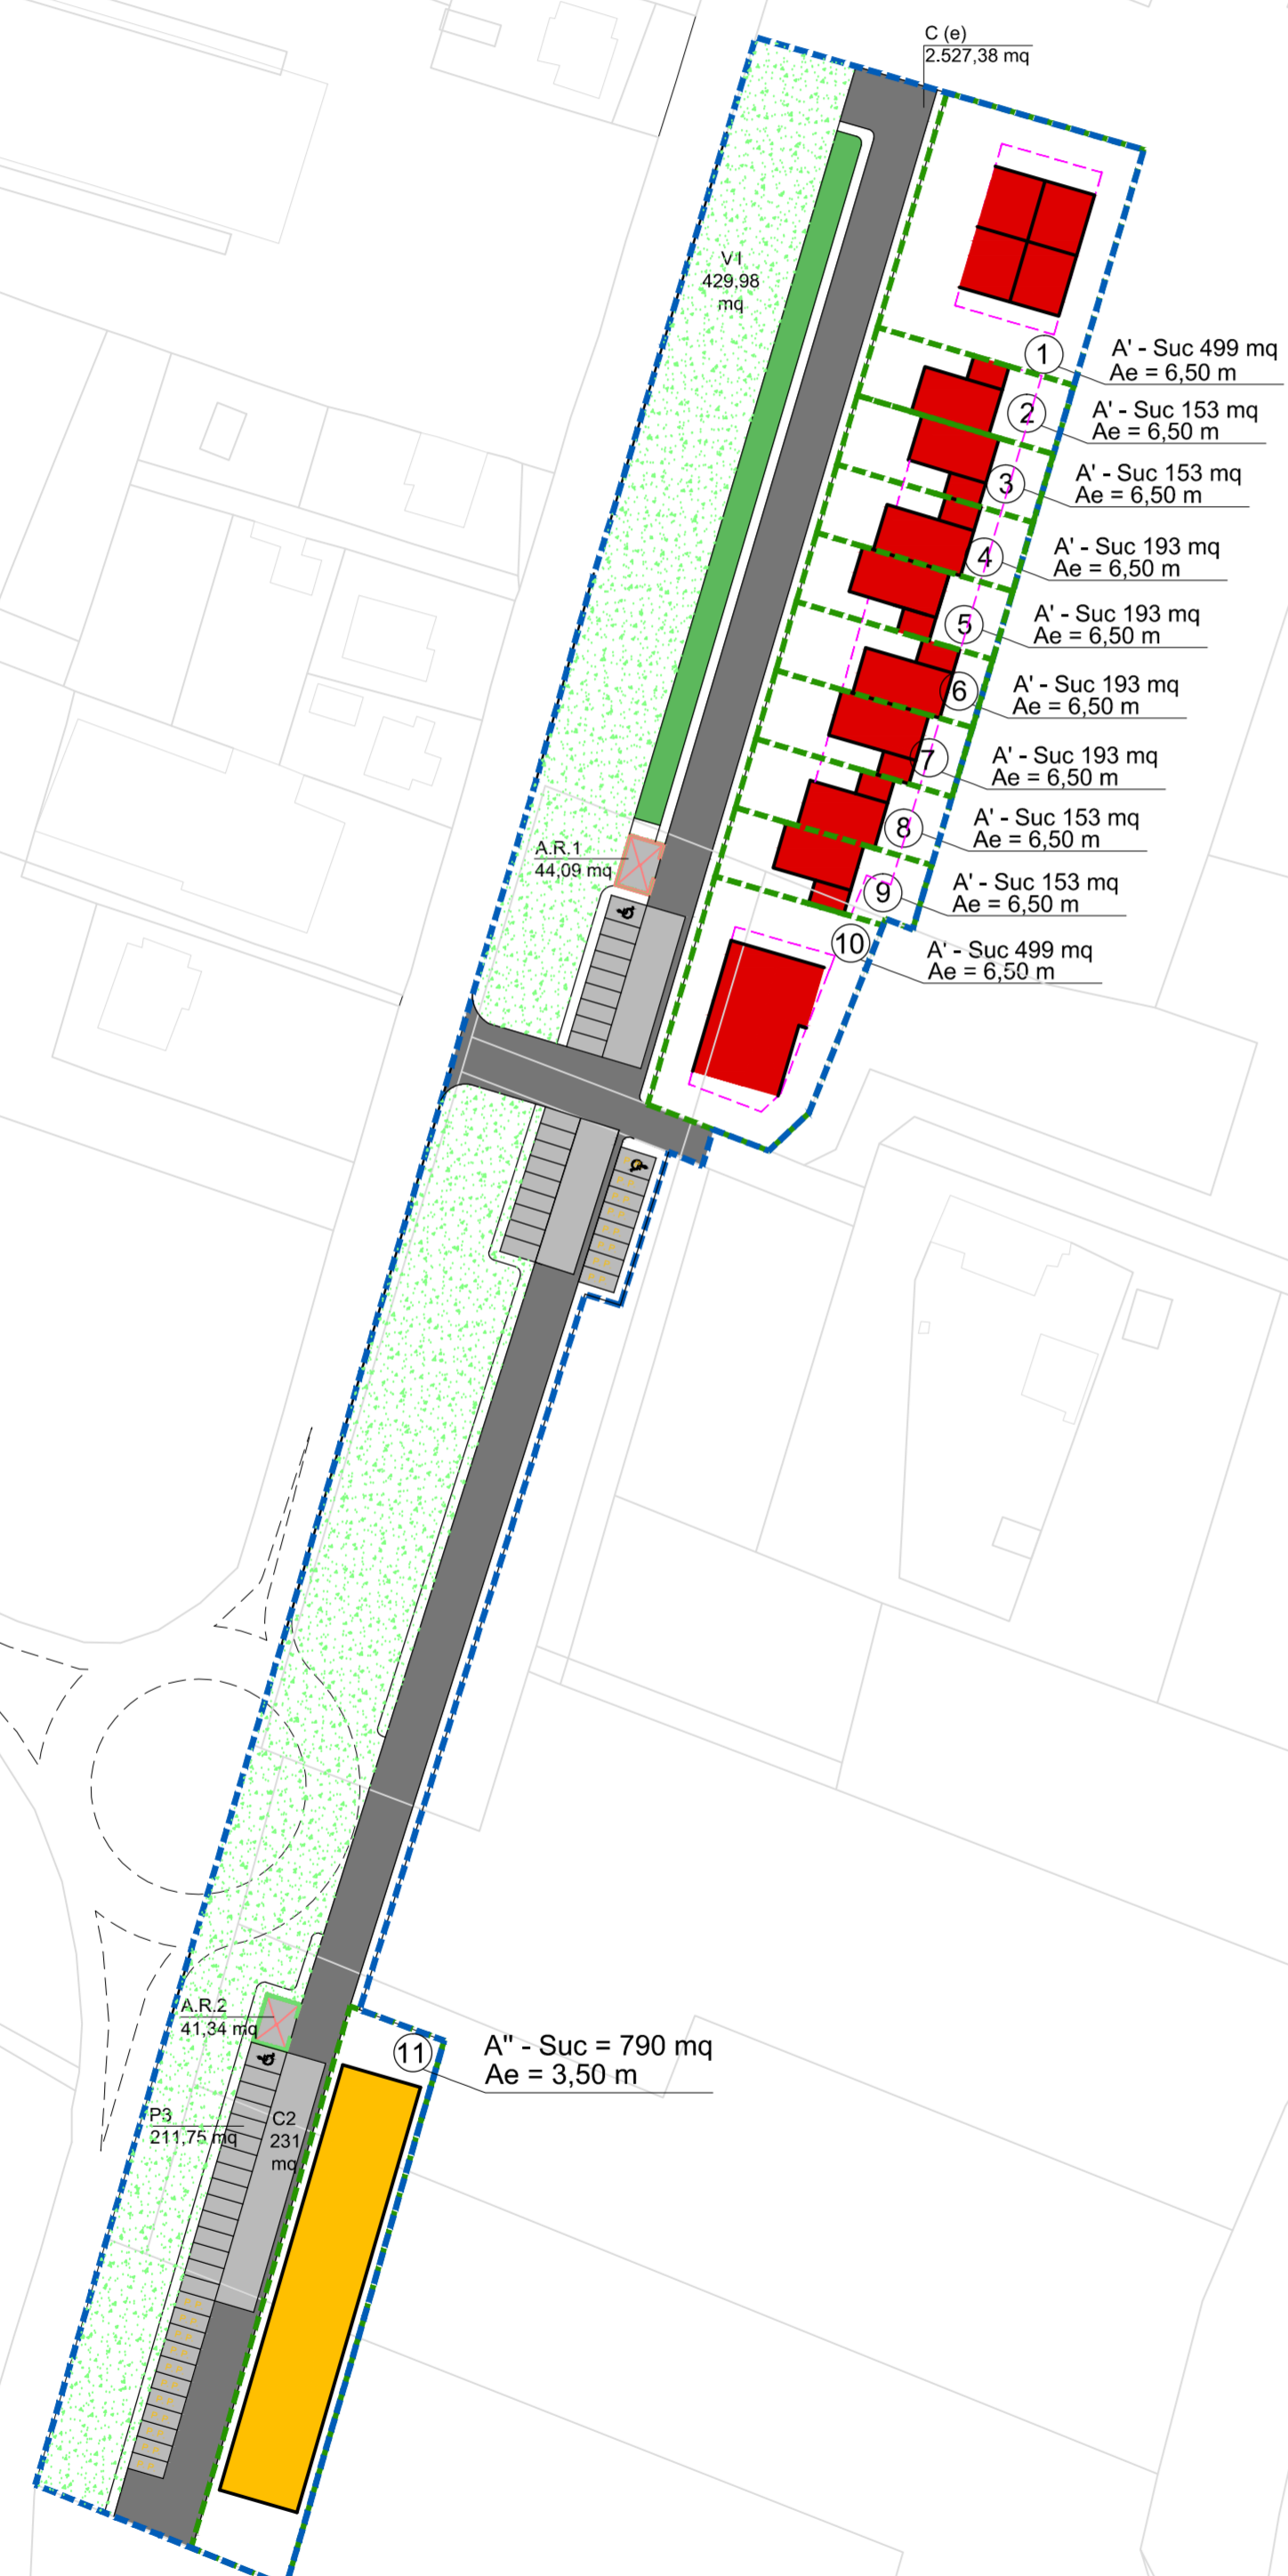 C (e)
2.527,38 mq
V I
429,98
mq
1
A' - Suc 499 mq
Ae = 6,50 m
2
A' - Suc 153 mq
Ae = 6,50 m
3
A' - Suc 153 mq
Ae = 6,50 m
4
A' - Suc 193 mq
Ae = 6,50 m
5
A' - Suc 193 mq
Ae = 6,50 m
6
A' - Suc 193 mq
Ae = 6,50 m
7
A' - Suc 193 mq
Ae = 6,50 m
8
A' - Suc 153 mq
Ae = 6,50 m
A.R.1
44,09 mq
9
A' - Suc 153 mq
Ae = 6,50 m
10
A' - Suc 499 mq
Ae = 6,50 m
A.R.2
41,34 mq
11
A'' - Suc = 790 mq
Ae = 3,50 m
P3
211,75 mq
C2
231
mq